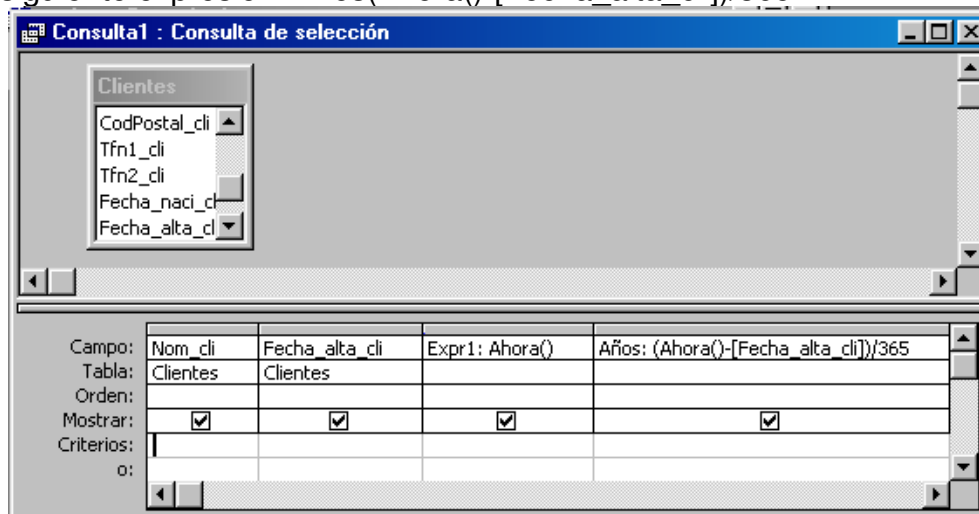 Consulta1 : Consulta de selección
Clientes
CodPostal_cli
Tfn1_cli
Tfn2_cli
Fecha_naci_cl
Fecha_alta_cl
Campo: Nom_cli Fecha_alta_cli Expr1: Ahora() Años: (Ahora()-[Fecha_alta_cli])/365
Tabla: Clientes Clientes
Orden:
Mostrar:
Criterios:
o: